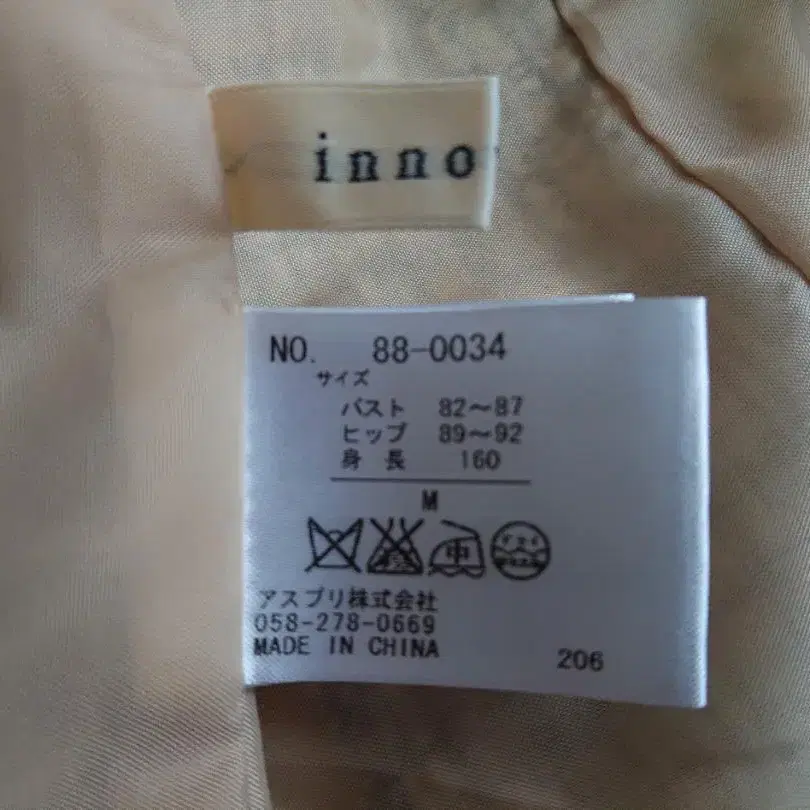 inno
NO. 88-0034
サイズ
バスト 82～87
ヒップ 89～92
身長 160
M
中
アスプリ株式会社
058-278-0669
MADE IN CHINA
206